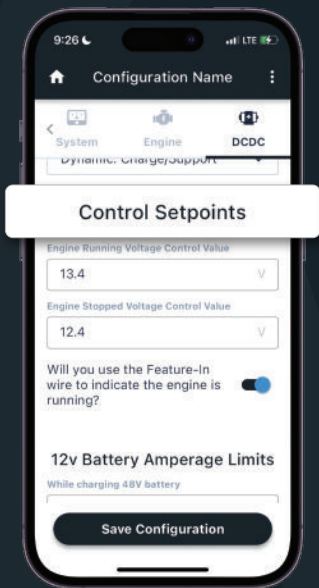 9:26
LTE
Configuration Name
System
Engine
DCDC
Dynamic: Charge/Support
Control Setpoints
Engine Running Voltage Control Value
13.4
V
Engine Stopped Voltage Control Value
12.4
V
Will you use the Feature-In
wire to indicate the engine is
running?
12v Battery Amperage Limits
While charging 48V battery
Save Configuration